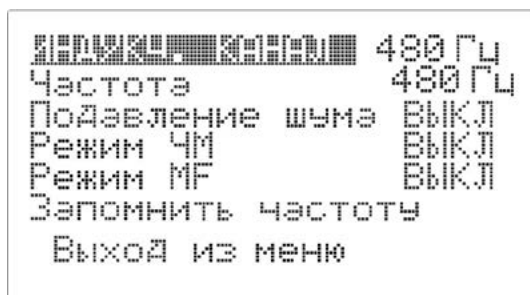 ИНДУКЦ. КАНАЛ 480 Гц
Частота 480 Гц
Подавление шума ВЫКЛ
Режим ЧМ ВЫКЛ
Режим MF ВЫКЛ
Запомнить частоту
Выход из меню